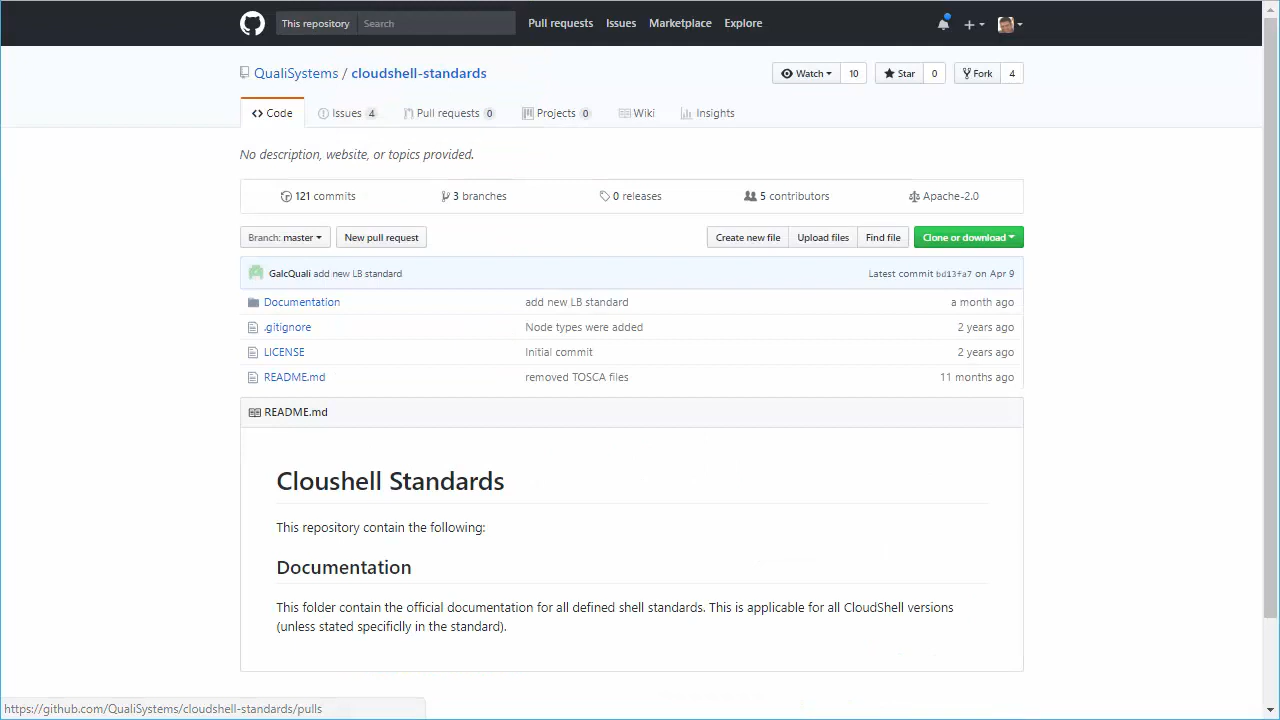 This repository Search Pull requests Issues Marketplace Explore
QualiSystems / cloudshell-standards Watch 10 Star 0 Fork 4
Code Issues 4 Pull requests 0 Projects 0 Wiki Insights
No description, website, or topics provided.
121 commits 3 branches 0 releases 5 contributors Apache-2.0
Branch: master New pull request Create new file Upload files Find file Clone or download
GalcQuali add new LB standard Latest commit bd13fa7 on Apr 9
Documentation add new LB standard a month ago
.gitignore Node types were added 2 years ago
LICENSE Initial commit 2 years ago
README.md removed TOSCA files 11 months ago
README.md
Cloushell Standards
This repository contain the following:
Documentation
This folder contain the official documentation for all defined shell standards. This is applicable for all CloudShell versions
(unless stated specificlly in the standard).
https://github.com/QualiSystems/cloudshell-standards/pulls